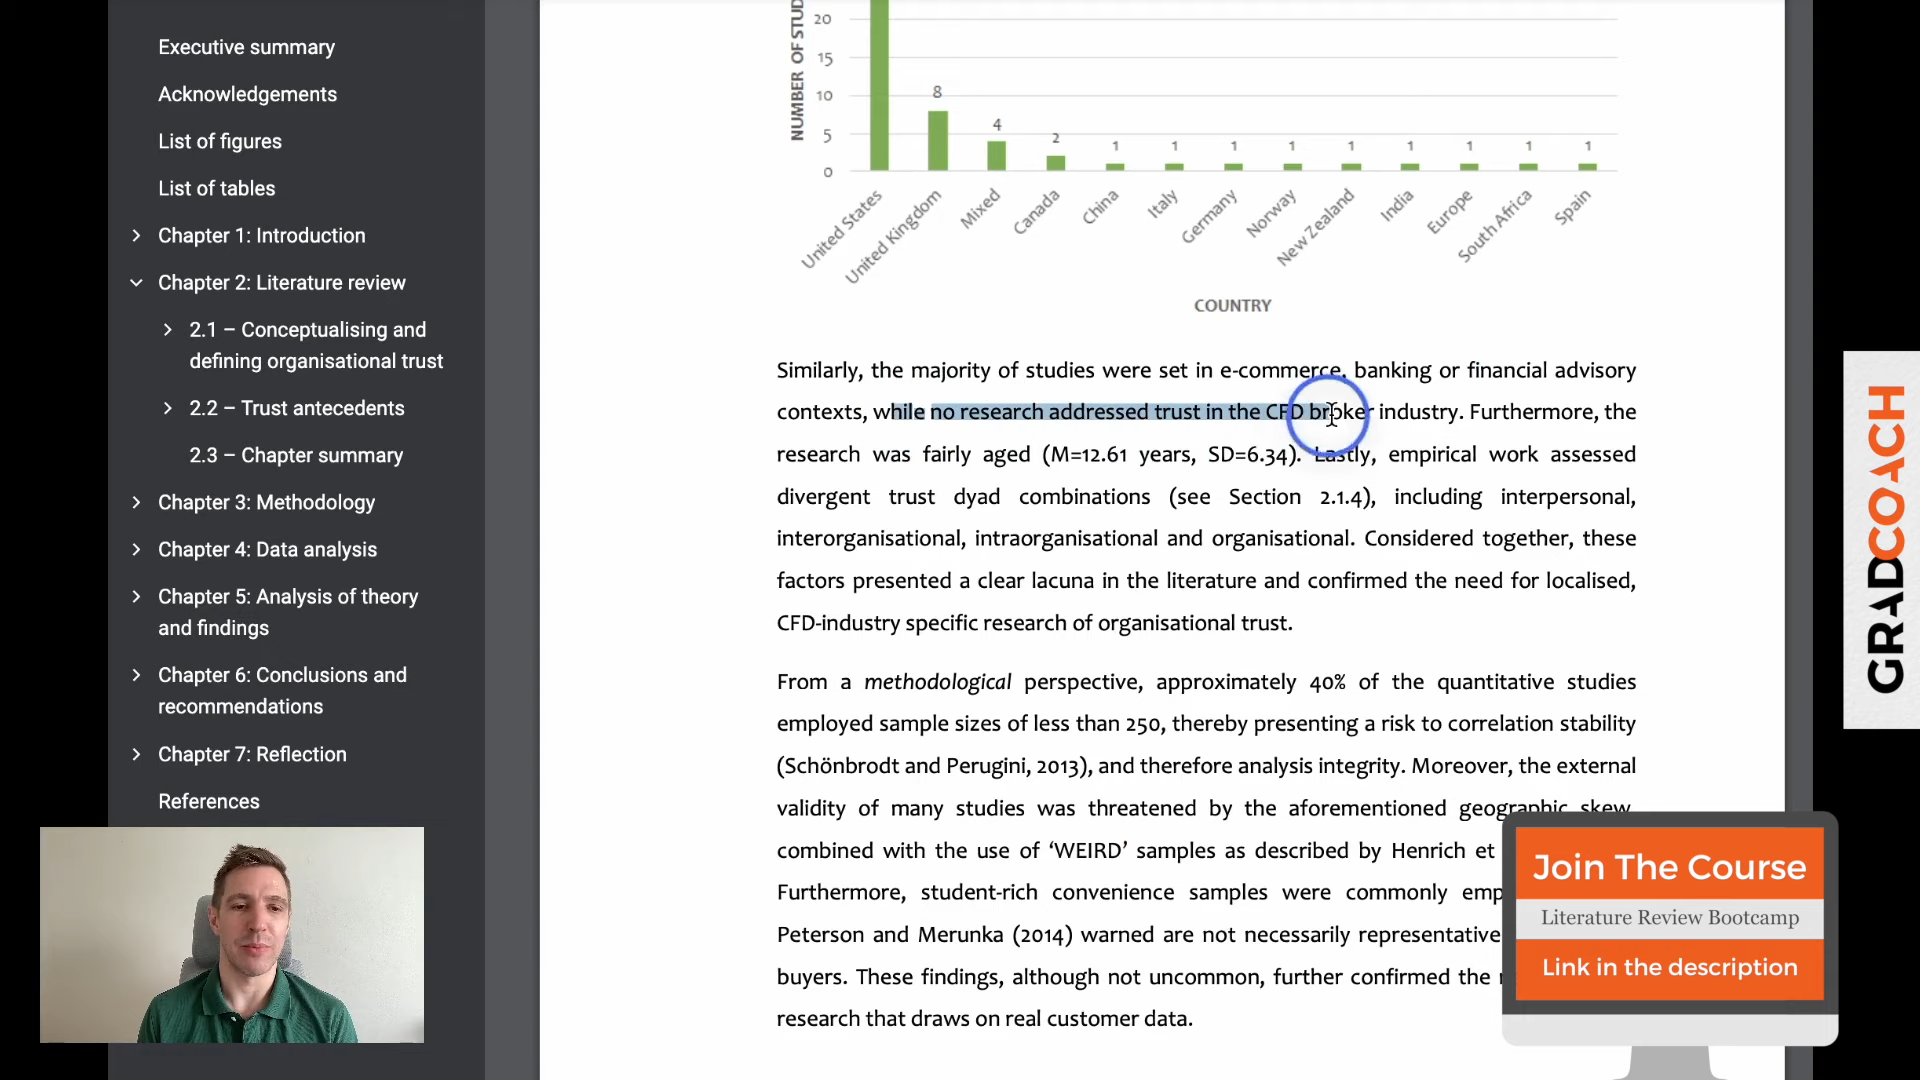 Executive summary
Acknowledgements
List of figures
List of tables
Chapter 1: Introduction
Chapter 2: Literature review
2.1 – Conceptualising and
defining organisational trust
2.2 – Trust antecedents
2.3 – Chapter summary
Chapter 3: Methodology
Chapter 4: Data analysis
Chapter 5: Analysis of theory
and findings
Chapter 6: Conclusions and
recommendations
Chapter 7: Reflection
References
NUMBER OF STUD
20
15
10
5
0
8
4
2
1
1
1
1
1
1
1
1
1
United States
United Kingdom
Mixed
Canada
China
Italy
Germany
Norway
New Zealand
India
Europe
South Africa
Spain
COUNTRY
Similarly, the majority of studies were set in e-commerce, banking or financial advisory
contexts, while no research addressed trust in the CFD broker industry. Furthermore, the
research was fairly aged (M=12.61 years, SD=6.34). Lastly, empirical work assessed
divergent trust dyad combinations (see Section 2.1.4), including interpersonal,
interorganisational, intraorganisational and organisational. Considered together, these
factors presented a clear lacuna in the literature and confirmed the need for localised,
CFD-industry specific research of organisational trust.
From a methodological perspective, approximately 40% of the quantitative studies
employed sample sizes of less than 250, thereby presenting a risk to correlation stability
(Schönbrodt and Perugini, 2013), and therefore analysis integrity. Moreover, the external
validity of many studies was threatened by the aforementioned geographic skew,
combined with the use of ‘WEIRD’ samples as described by Henrich et
Furthermore, student-rich convenience samples were commonly emp
Peterson and Merunka (2014) warned are not necessarily representative
buyers. These findings, although not uncommon, further confirmed the
research that draws on real customer data.
GRADCOACH
Join The Course
Literature Review Bootcamp
Link in the description